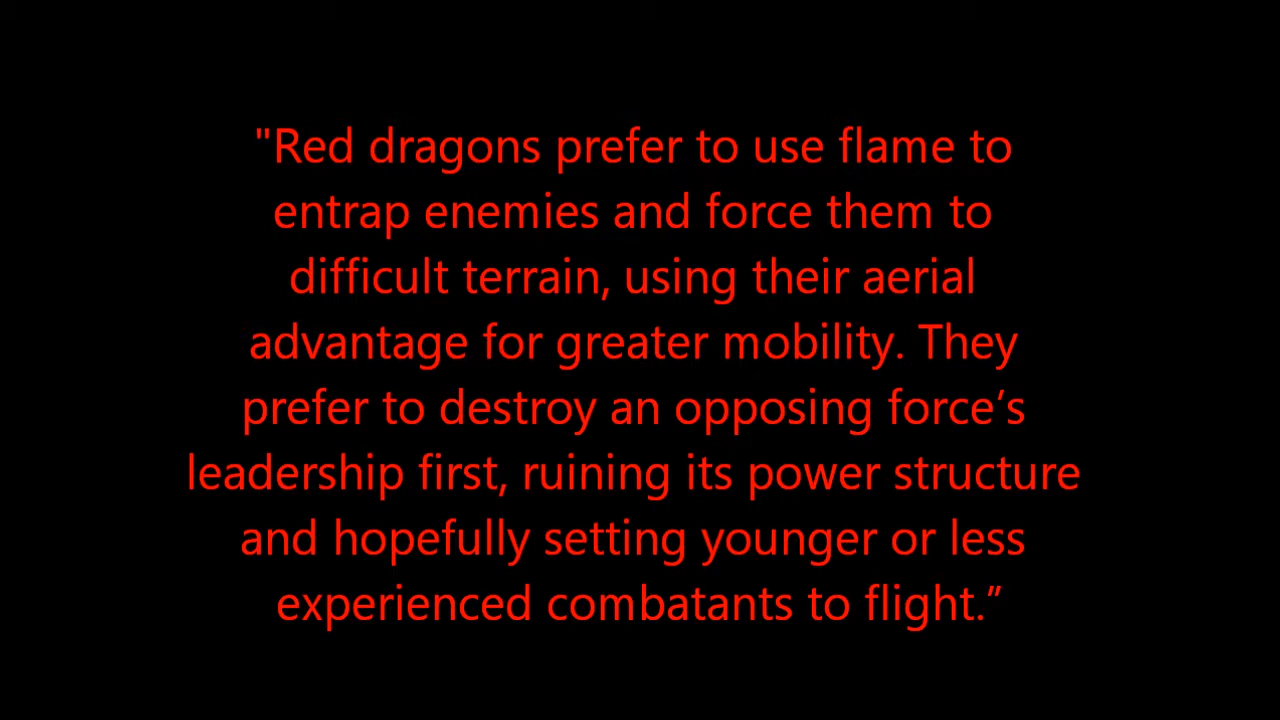 "Red dragons prefer to use flame to
entrap enemies and force them to
difficult terrain, using their aerial
advantage for greater mobility. They
prefer to destroy an opposing force’s
leadership first, ruining its power structure
and hopefully setting younger or less
experienced combatants to flight.”